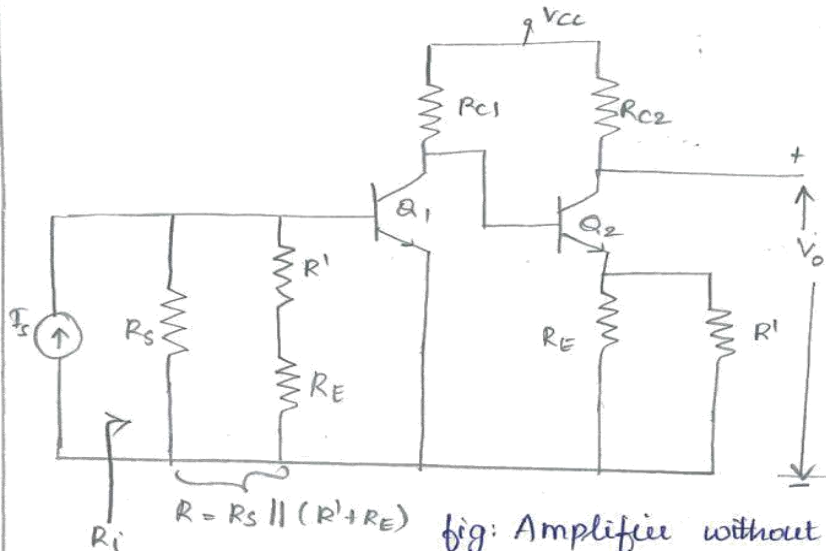 VCC
RC1
RC2
+
Q1
Q2
Vo
R'
Is
RS
RE
RE
R'
Ri
R = RS || (R'+RE)
fig: Amplifier without